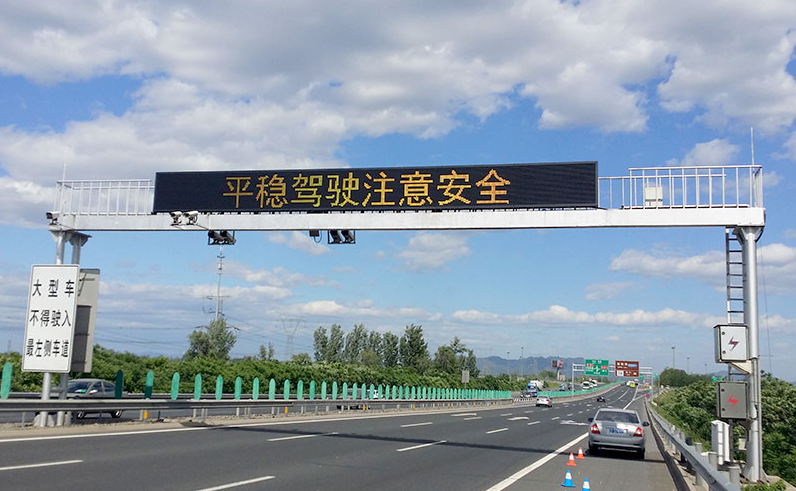 平稳驾驶注意安全
大型车
不得驶入
最左侧车道